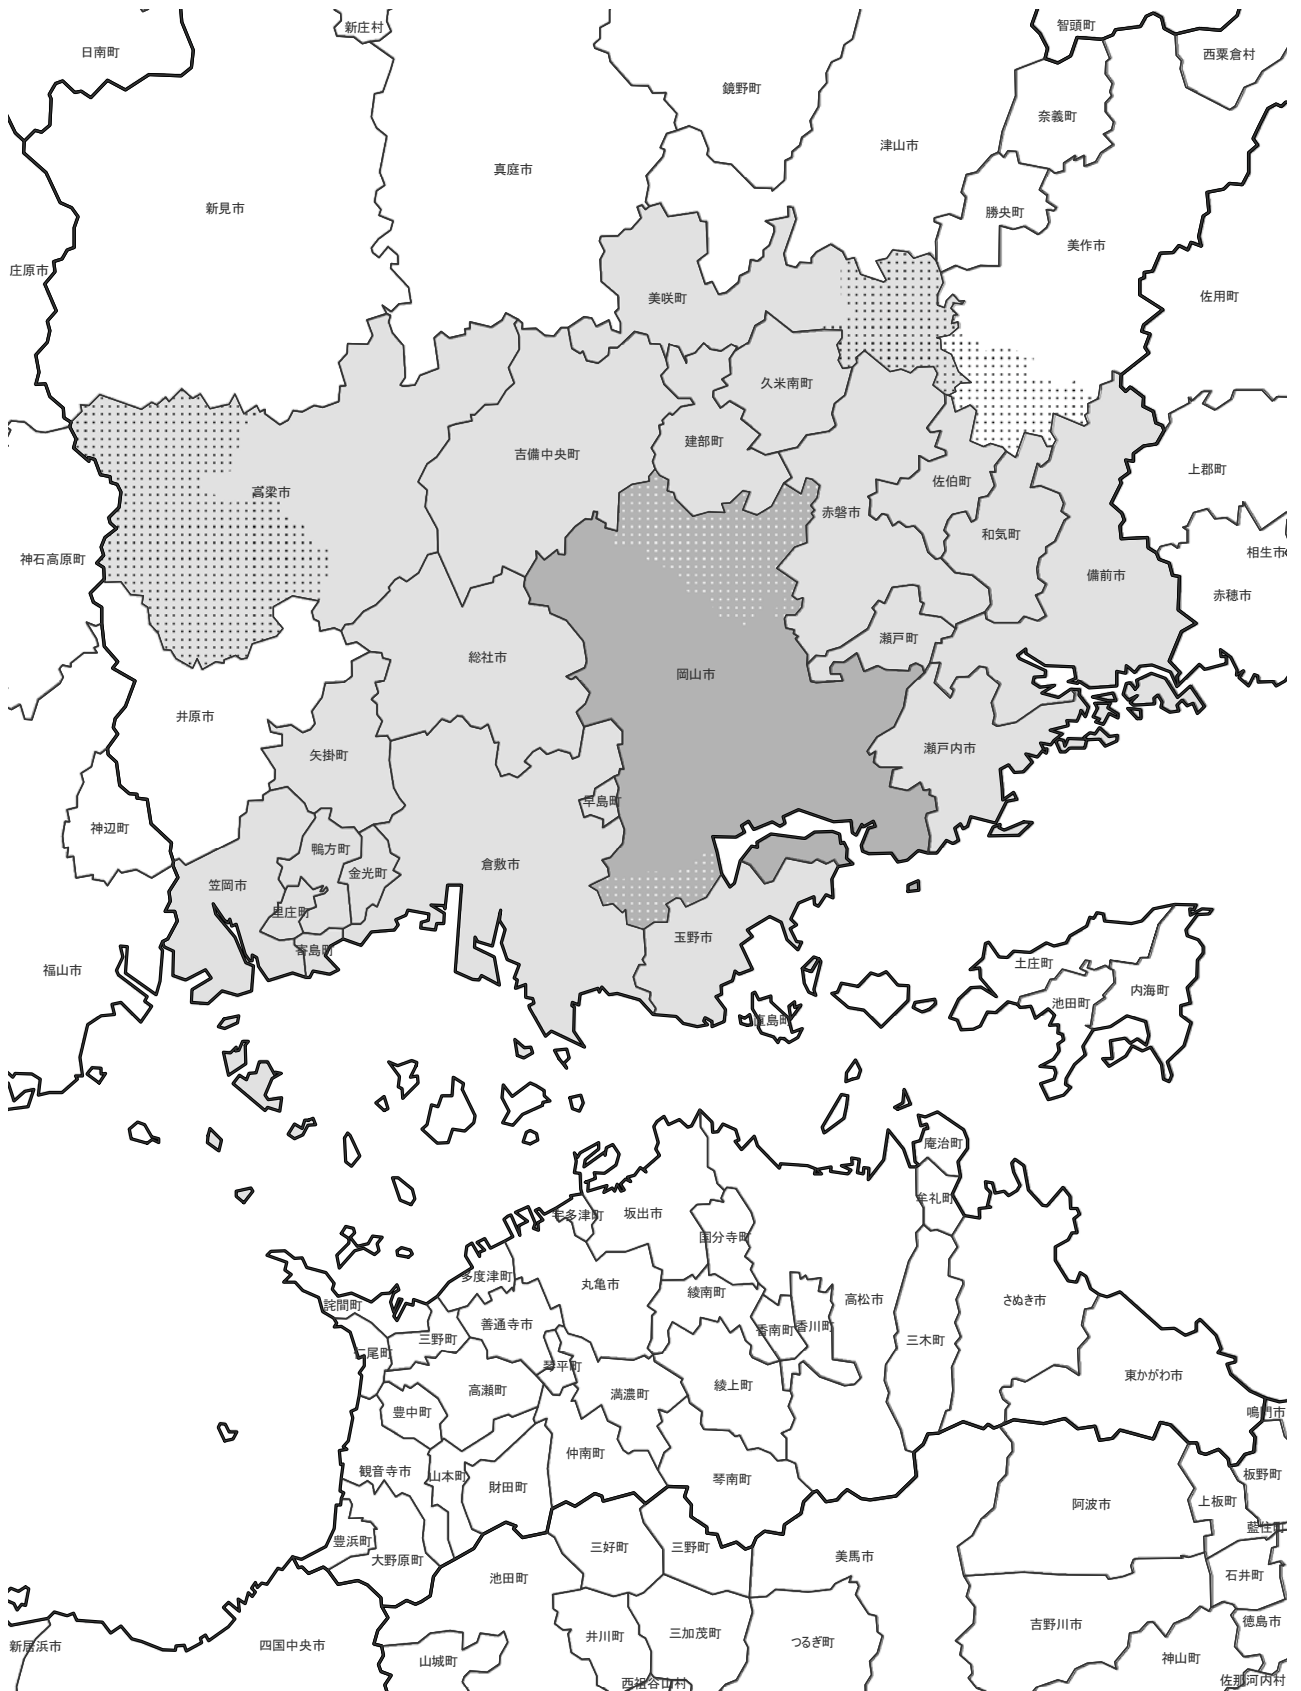 新庄村
智頭町
日南町
西粟倉村
鏡野町
奈義町
津山市
真庭市
新見市
勝央町
美作市
庄原市
美咲町
佐用町
久米南町
建部町
吉備中央町
上郡町
佐伯町
高梁市
赤磐市
和気町
神石高原町
相生市
備前市
赤穂市
瀬戸町
総社市
岡山市
井原市
矢掛町
瀬戸内市
早島町
神辺町
鴨方町
倉敷市
金光町
笠岡市
里庄町
玉野市
寄島町
福山市
土庄町
内海町
池田町
直島町
庵治町
牟礼町
宇多津町
坂出市
国分寺町
多度津町
丸亀市
綾南町
高松市
さぬき市
詫間町
善通寺市
香南町
香川町
三野町
三木町
仁尾町
琴平町
東かがわ市
高瀬町
満濃町
綾上町
豊中町
鳴門市
仲南町
観音寺市
山本町
財田町
琴南町
板野町
上板町
阿波市
藍住町
豊浜町
大野原町
三好町
三野町
美馬市
池田町
石井町
吉野川市
徳島市
井川町
三加茂町
つるぎ町
新居浜市
四国中央市
山城町
神山町
西祖谷山村
佐那河内村